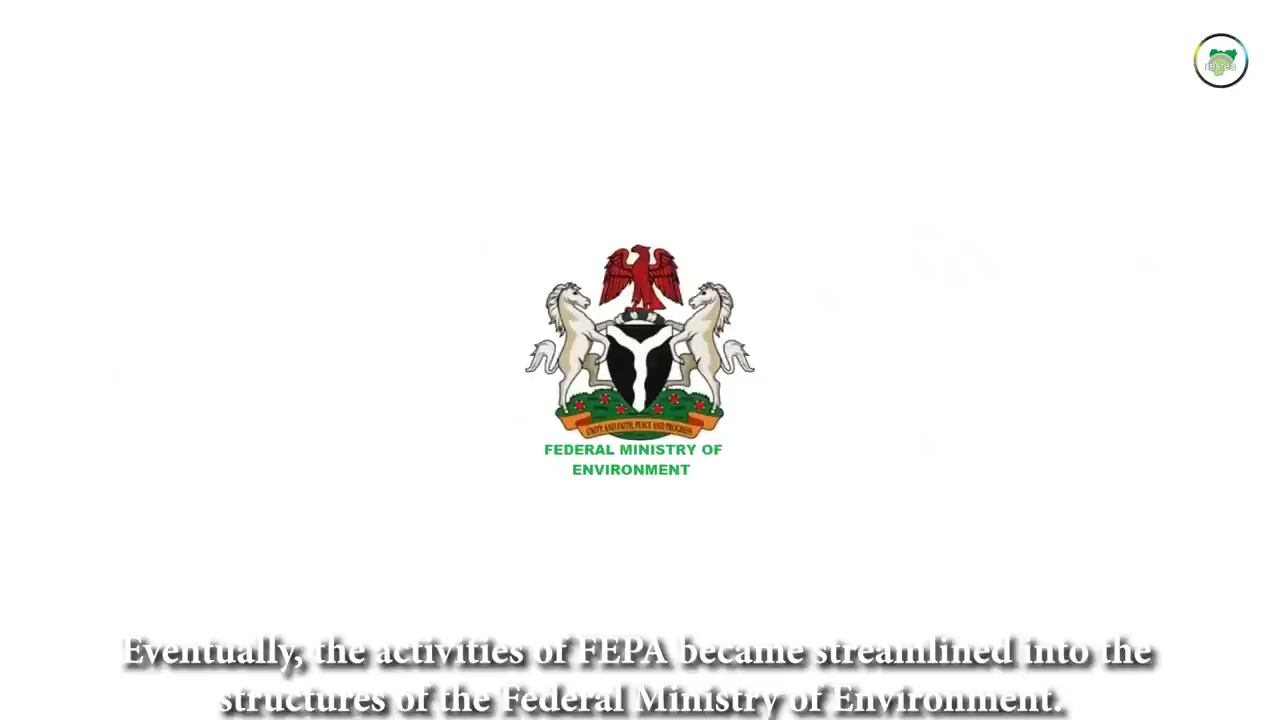 nesrea
UNITY AND FAITH, PEACE AND PROGRESS
FEDERAL MINISTRY OF
ENVIRONMENT
Eventually, the activities of FEPA became streamlined into the
structures of the Federal Ministry of Environment.